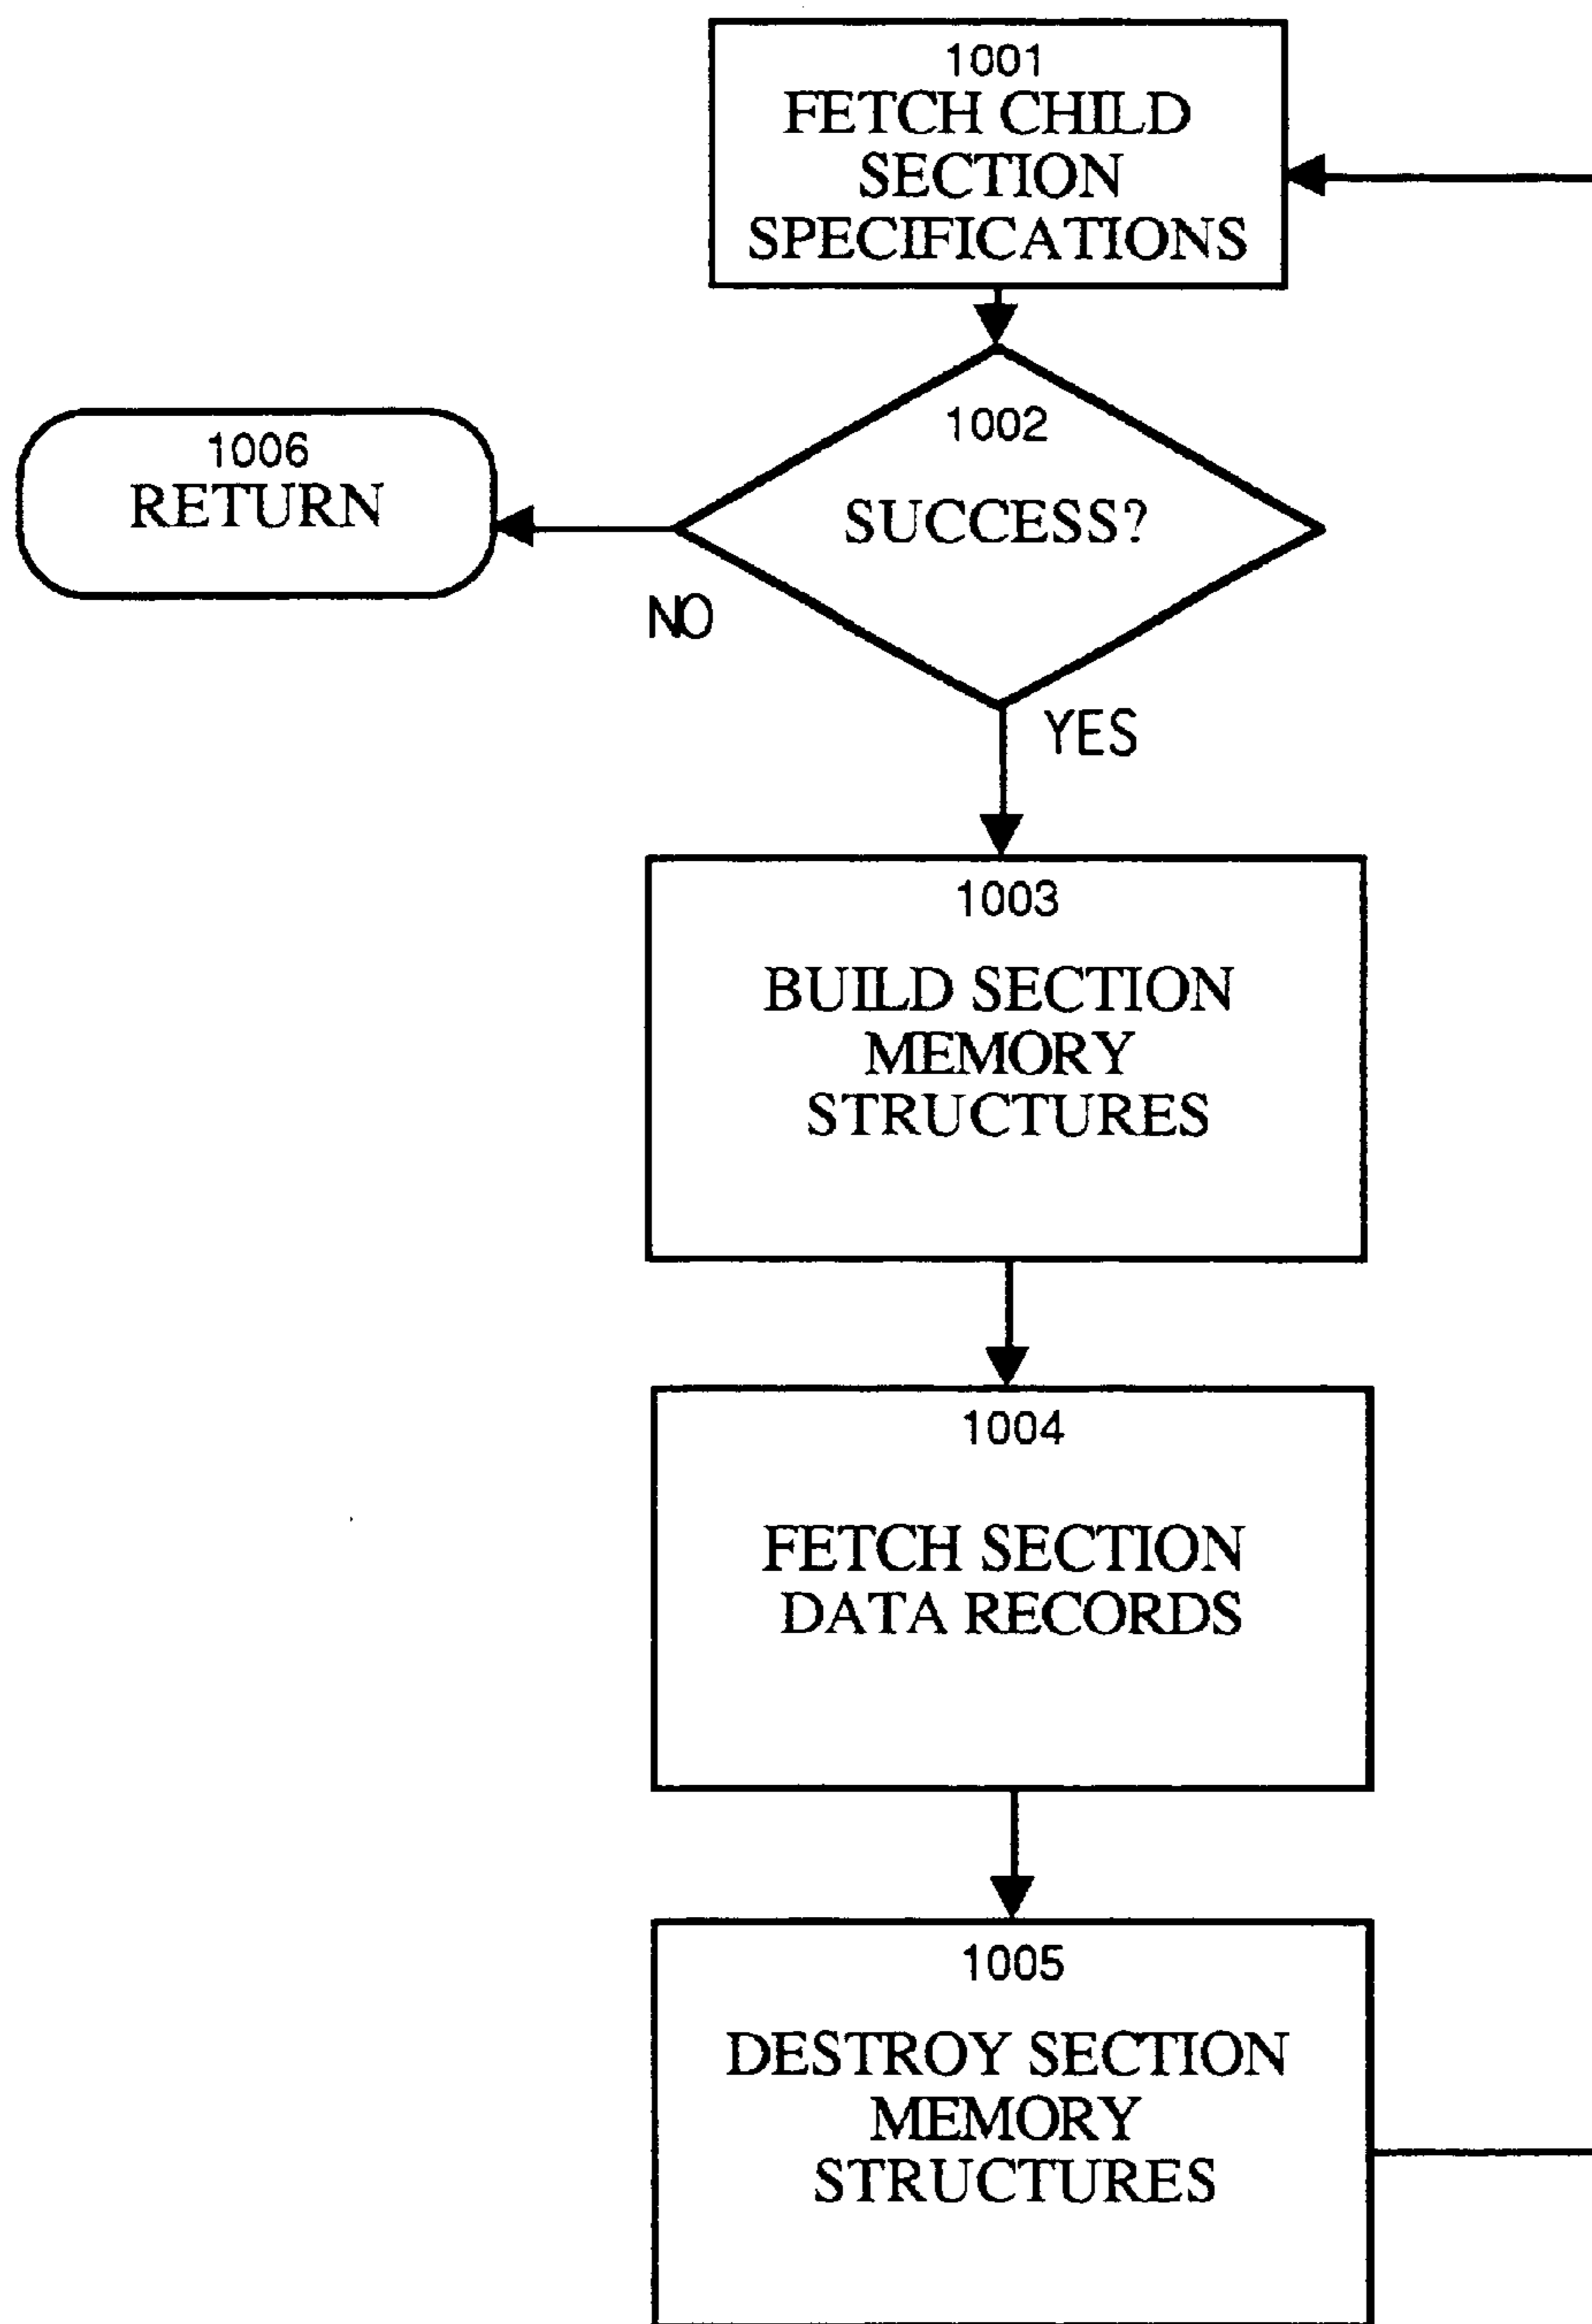 1001
FETCH CHILD
SECTION
SPECIFICATIONS
1002
SUCCESS?
1006
RETURN
NO
YES
1003
BUILD SECTION
MEMORY
STRUCTURES
1004
FETCH SECTION
DATA RECORDS
1005
DESTROY SECTION
MEMORY
STRUCTURES